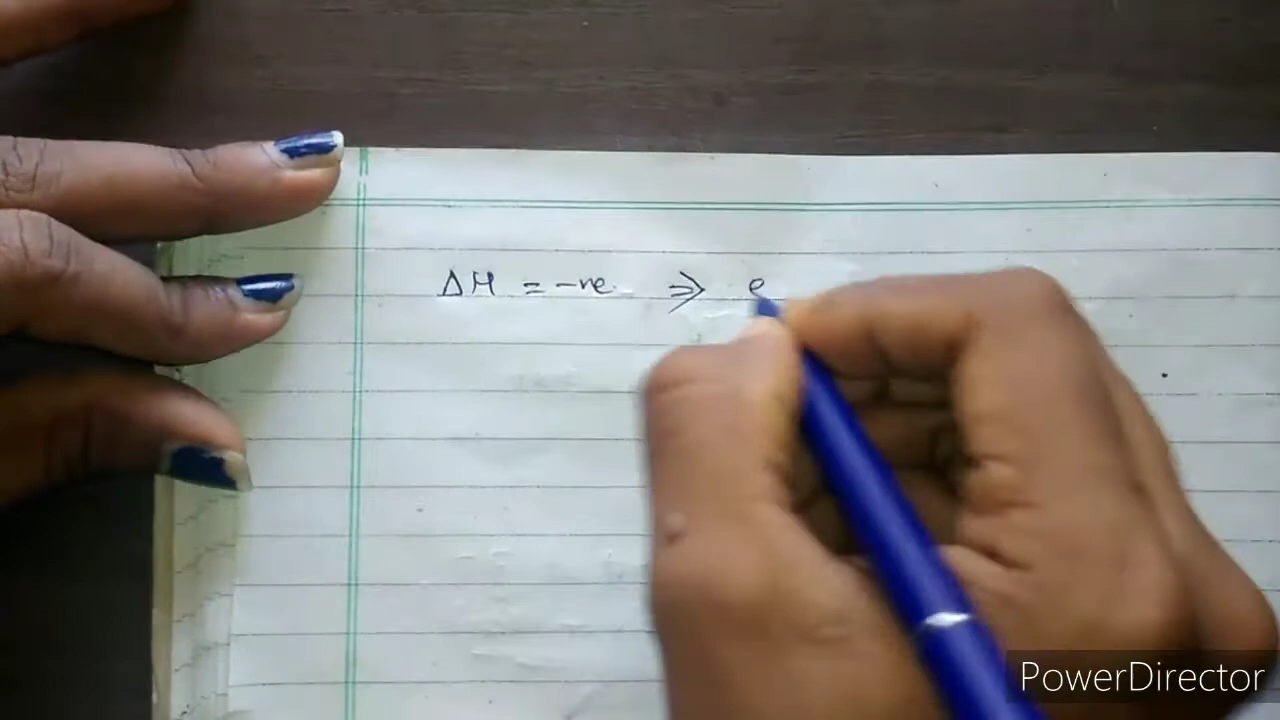 ΔH = -ve ⇒ e
PowerDirector